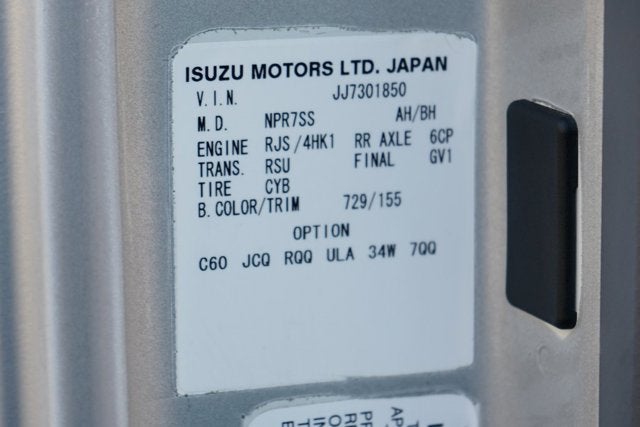 ISUZU MOTORS LTD. JAPAN
V.I.N. JJ7301850
M.D. NPR7SS AH/BH
ENGINE RJS/4HK1 RR AXLE 6CP
TRANS. RSU FINAL GV1
TIRE CYB
B.COLOR/TRIM 729/155
OPTION
C60 JCQ RQQ ULA 34W 7QQ